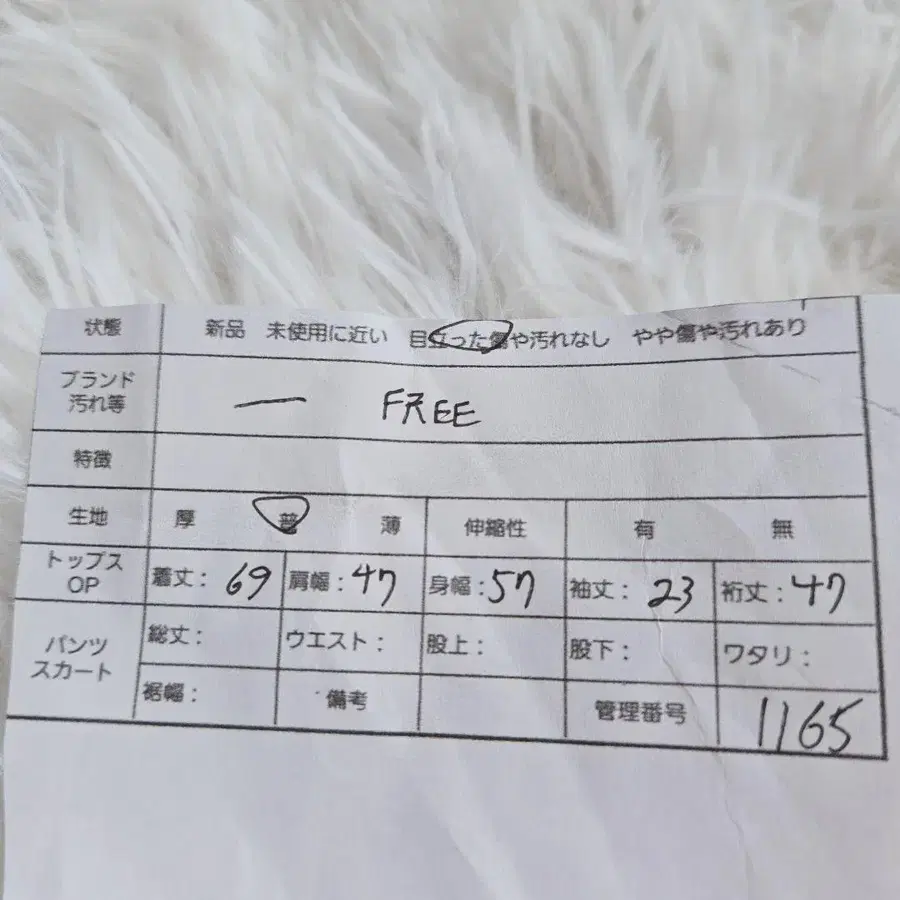 状態 新品 未使用に近い 目立った傷や汚れなし やや傷や汚れあり
ブランド
汚れ等 一 FREE
特徴
生地 厚 普 薄 伸縮性 有 無
トップス
OP 着丈: 69 肩幅: 47 身幅: 57 袖丈: 23 裄丈: 47
パンツ
スカート 総丈: ウエスト: 股上: 股下: ワタリ:
裾幅: 備考 管理番号 1165